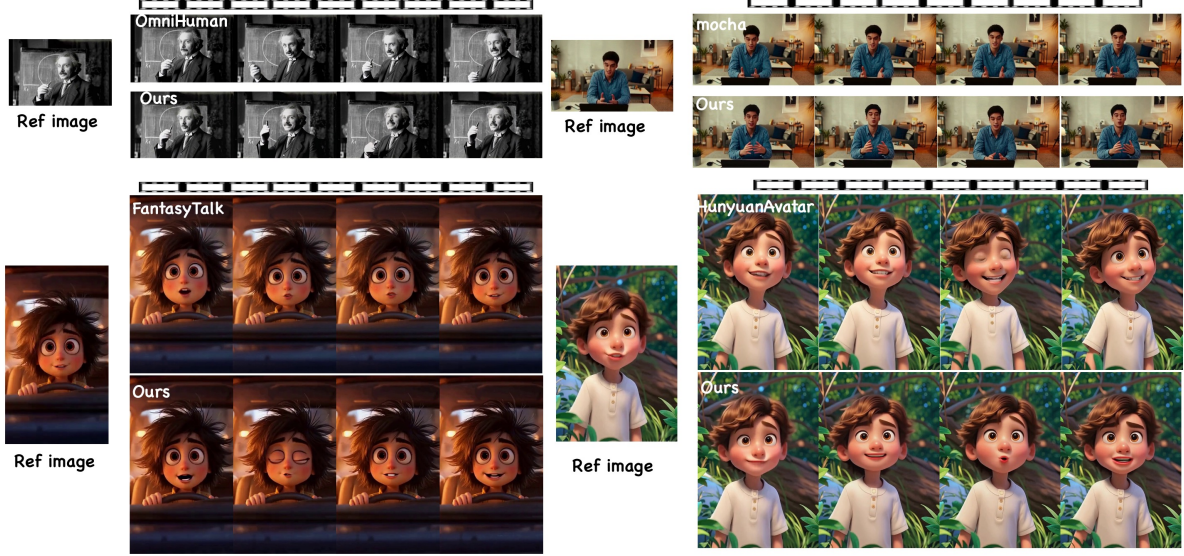 OmniHuman
Ours
Ref image
mocha
Ours
Ref image
FantasyTalk
Ours
Ref image
HunyuanAvatar
Ours
Ref image